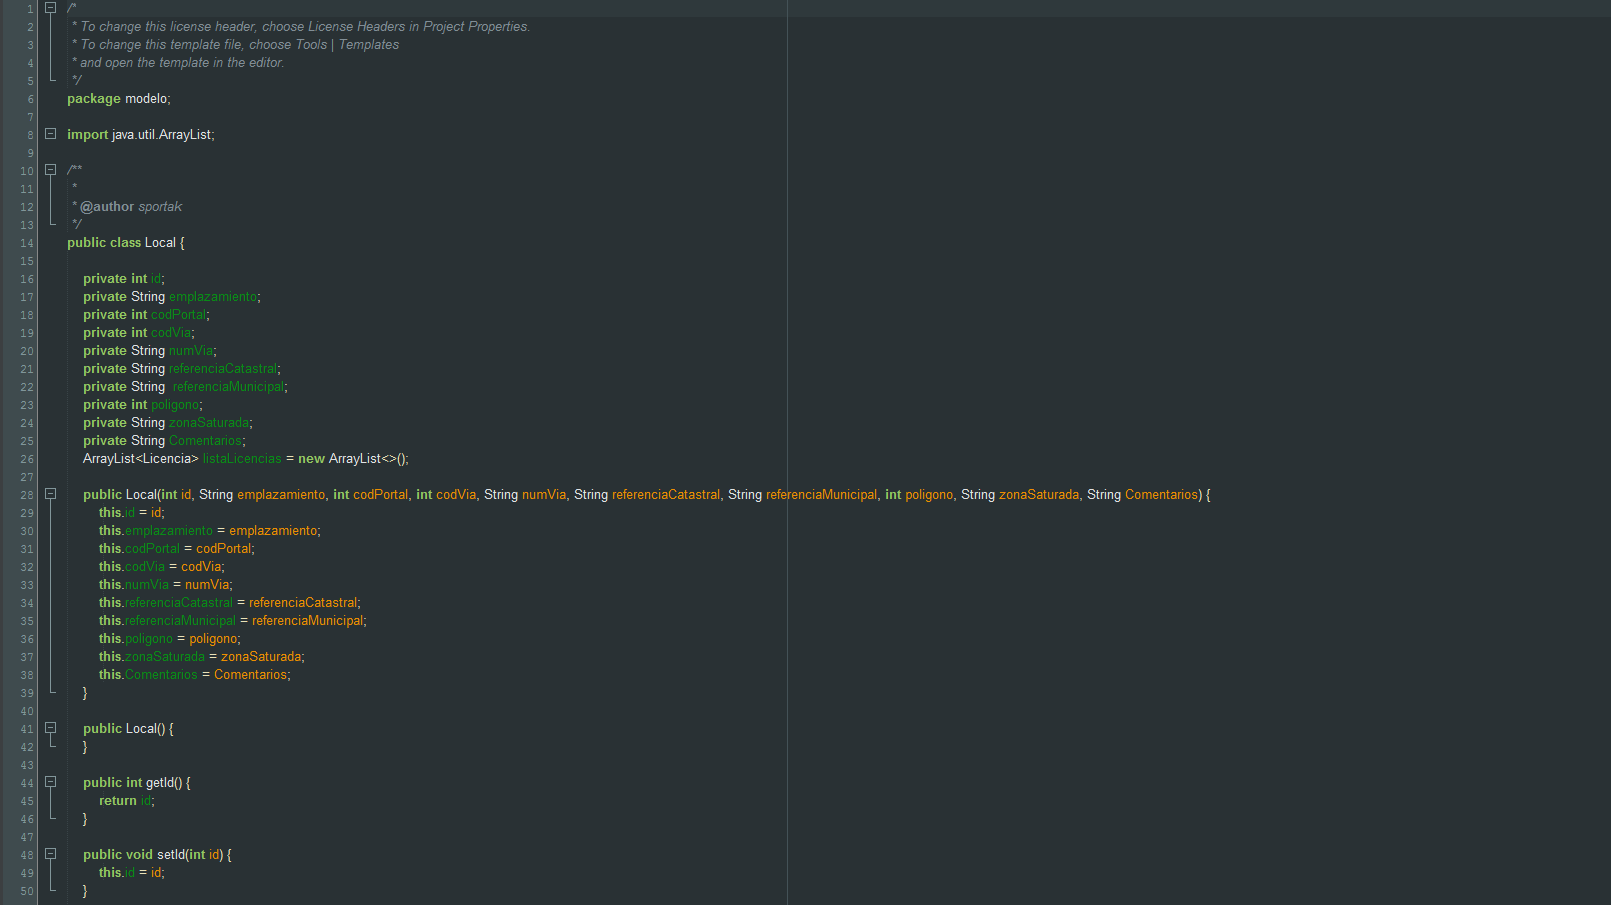 1 /*
2 * To change this license header, choose License Headers in Project Properties.
3 * To change this template file, choose Tools | Templates
4 * and open the template in the editor.
5 */
6 package modelo;
7
8 import java.util.ArrayList;
9
10 /**
11 *
12 * @author sportak
13 */
14 public class Local {
15
16 private int id;
17 private String emplazamiento;
18 private int codPortal;
19 private int codVia;
20 private String numVia;
21 private String referenciaCatastral;
22 private String  referenciaMunicipal;
23 private int poligono;
24 private String zonaSaturada;
25 private String Comentarios;
26 ArrayList<Licencia> listaLicencias = new ArrayList<>();
27
28 public Local(int id, String emplazamiento, int codPortal, int codVia, String numVia, String referenciaCatastral, String referenciaMunicipal, int poligono, String zonaSaturada, String Comentarios) {
29 this.id = id;
30 this.emplazamiento = emplazamiento;
31 this.codPortal = codPortal;
32 this.codVia = codVia;
33 this.numVia = numVia;
34 this.referenciaCatastral = referenciaCatastral;
35 this.referenciaMunicipal = referenciaMunicipal;
36 this.poligono = poligono;
37 this.zonaSaturada = zonaSaturada;
38 this.Comentarios = Comentarios;
39 }
40
41 public Local() {
42 }
43
44 public int getId() {
45 return id;
46 }
47
48 public void setId(int id) {
49 this.id = id;
50 }